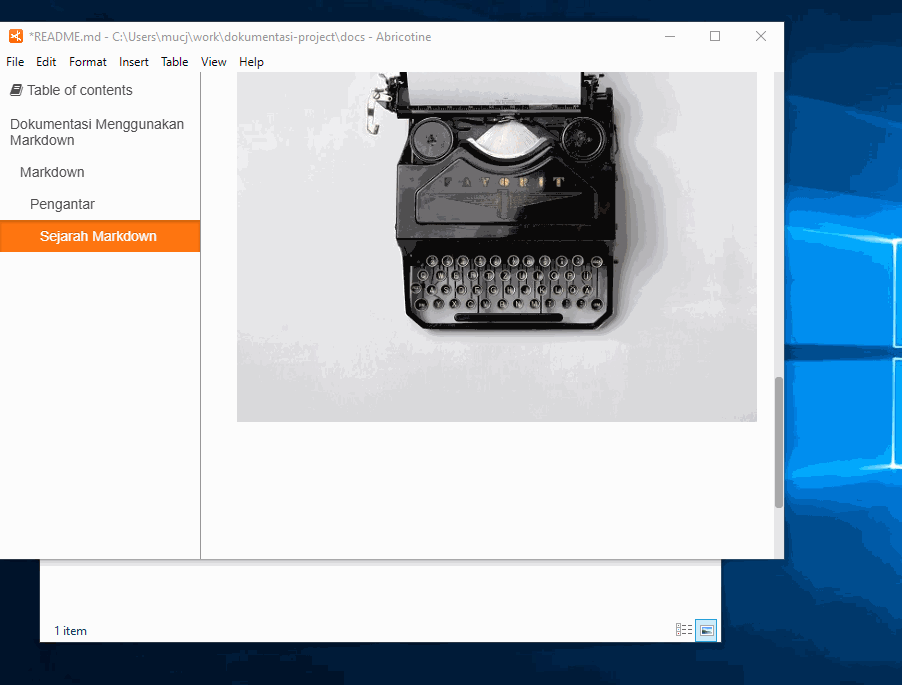 *README.md - C:\Users\mucj\work\dokumentasi-project\docs - Abricotine
File Edit Format Insert Table View Help
Table of contents
Dokumentasi Menggunakan
Markdown
Markdown
Pengantar
Sejarah Markdown
FAVORIT
1 item